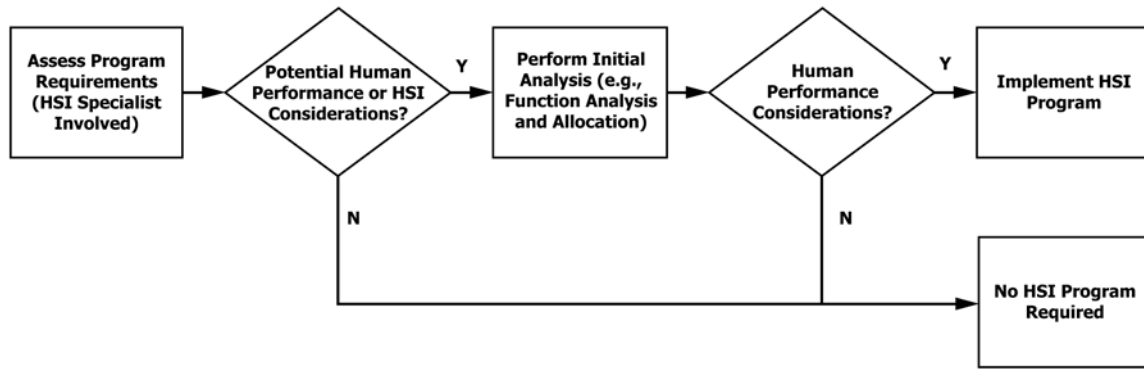 Assess Program
Requirements
(HSI Specialist
Involved)
Potential Human
Performance or HSI
Considerations?
Y
Perform Initial
Analysis (e.g.,
Function Analysis
and Allocation)
Human
Performance
Considerations?
Y
Implement HSI
Program
N
N
No HSI Program
Required